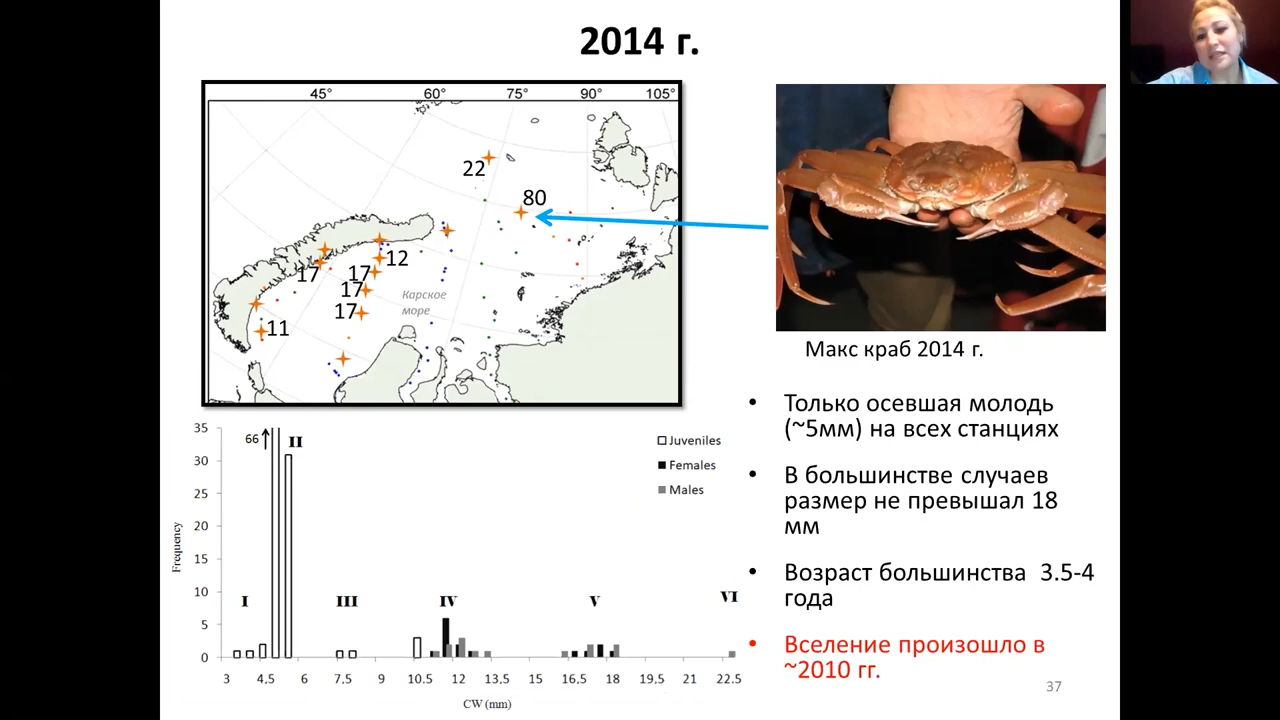 2014 г.
45° 60° 75° 90° 105°
22
80
12
17
17
17
17
11
Карское
море
Макс краб 2014 г.
• Только осевшая молодь
(~5мм) на всех станциях
• В большинстве случаев
размер не превышал 18
мм
• Возраст большинства 3.5-4
года
• Вселение произошло в
~2010 гг.
37
35
30
25
20
15
10
5
0
Frequency
66
I II III IV V VI
Juveniles
Females
Males
3 4.5 6 7.5 9 10.5 12 13.5 15 16.5 18 19.5 21 22.5
CW (mm)